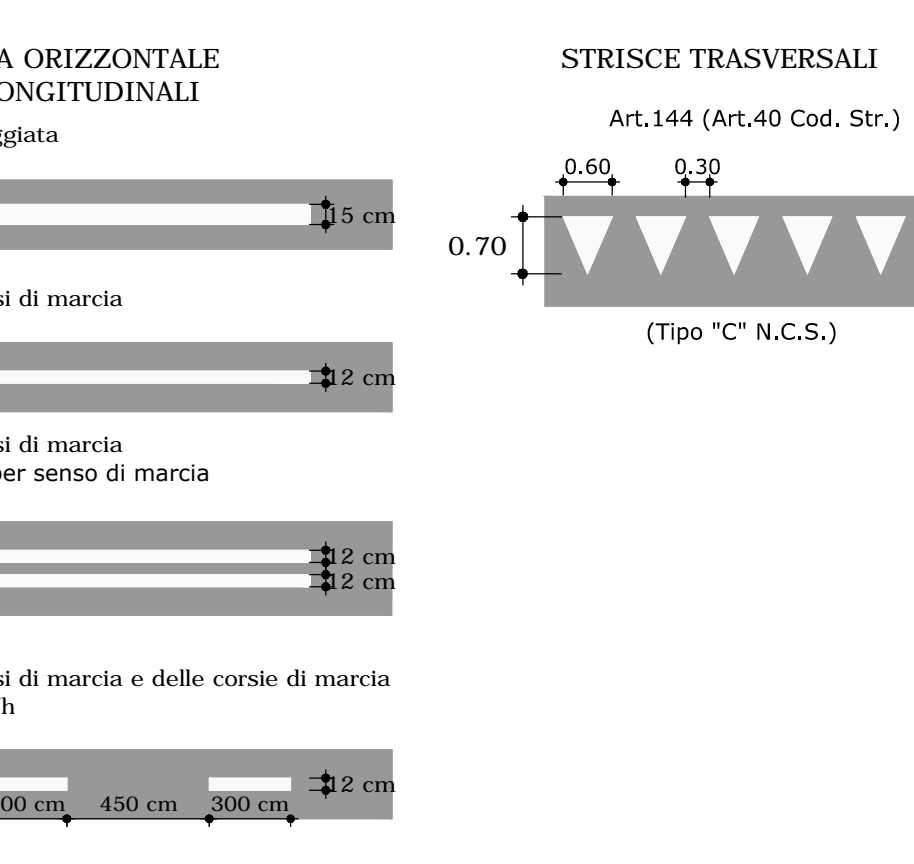 A ORIZZONTALE
ONGITUDINALI
ggiata
15 cm
si di marcia
12 cm
si di marcia
per senso di marcia
12 cm
12 cm
si di marcia e delle corsie di marcia
/h
12 cm
00 cm 450 cm 300 cm
STRISCE TRASVERSALI
Art.144 (Art.40 Cod. Str.)
0.60 0.30
0.70
(Tipo "C" N.C.S.)